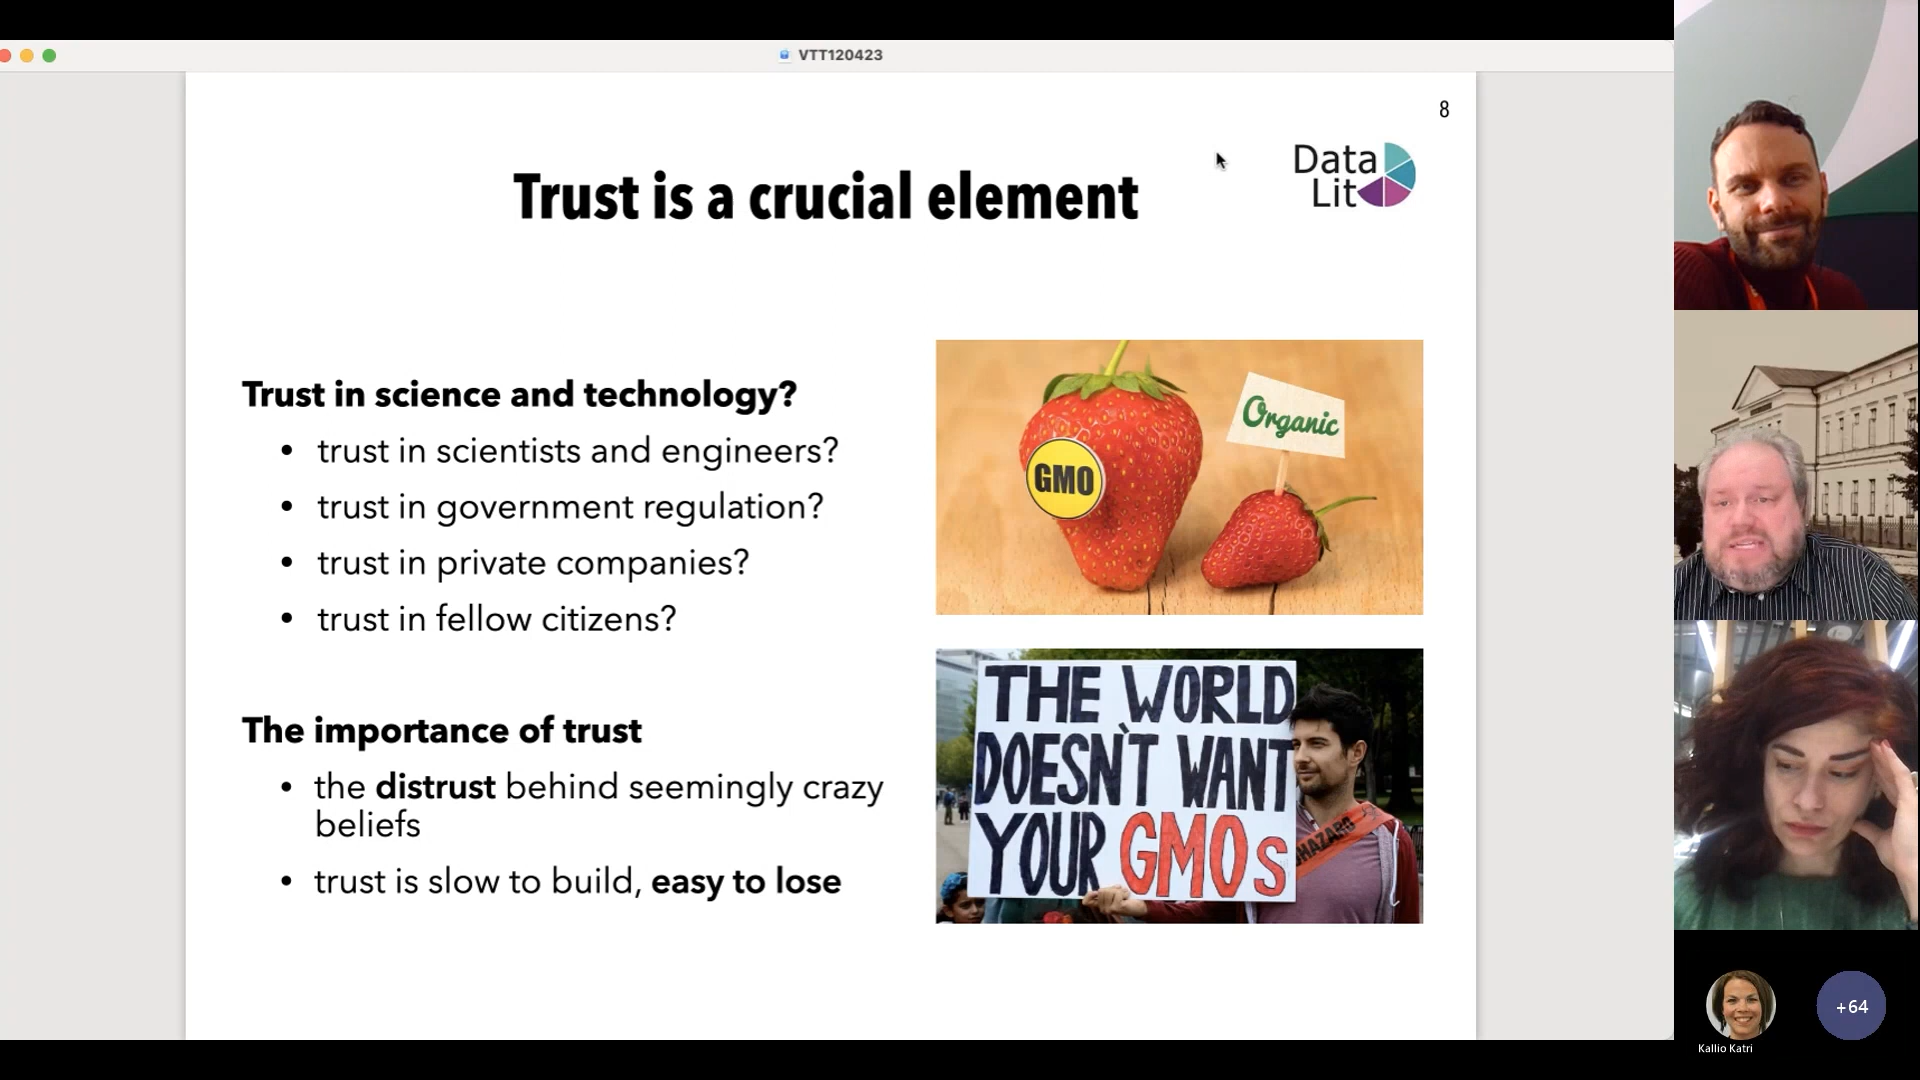 VTT120423
8
Data
Lit
Trust is a crucial element
Trust in science and technology?
• trust in scientists and engineers?
• trust in government regulation?
• trust in private companies?
• trust in fellow citizens?
The importance of trust
• the distrust behind seemingly crazy
beliefs
• trust is slow to build, easy to lose
GMO
Organic
THE WORLD
DOESN'T WANT
YOUR GMOs
HAZARD
Kallio Katri
+64